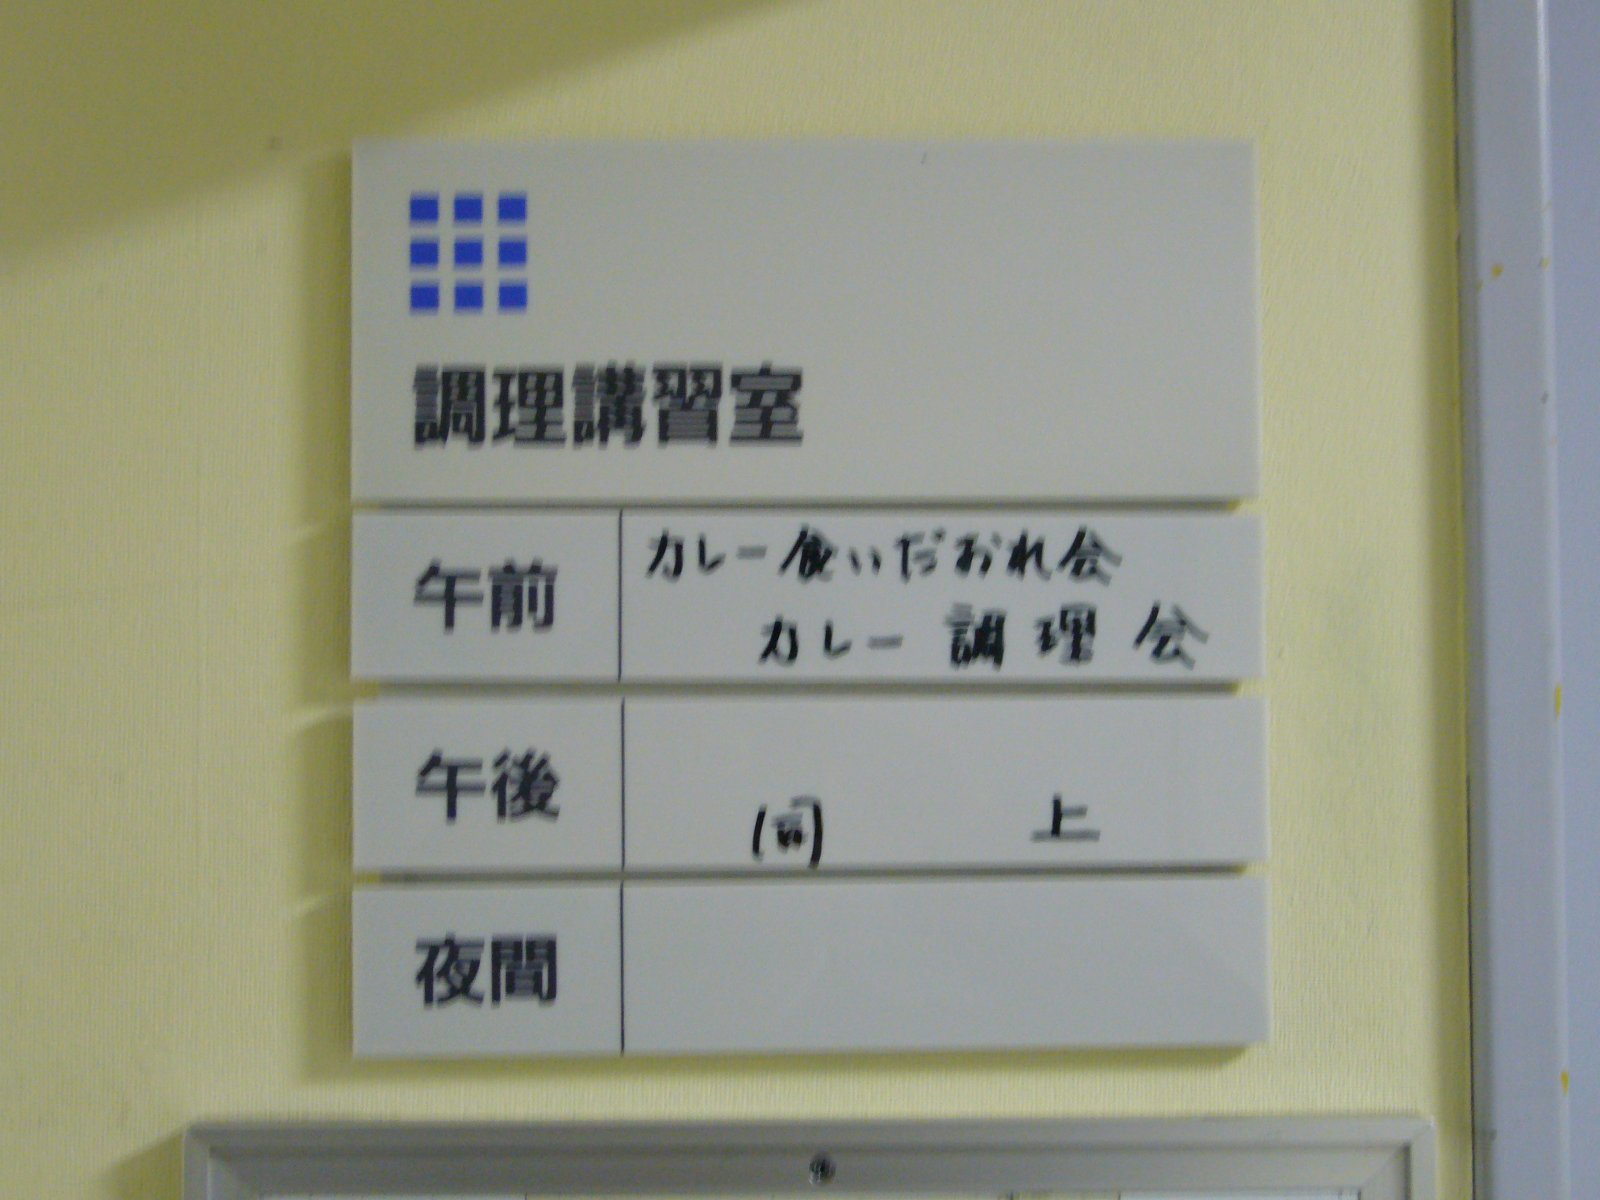 調理講習室
午前
カレー食いだおれ会
カレー調理会
午後
同 上
夜間